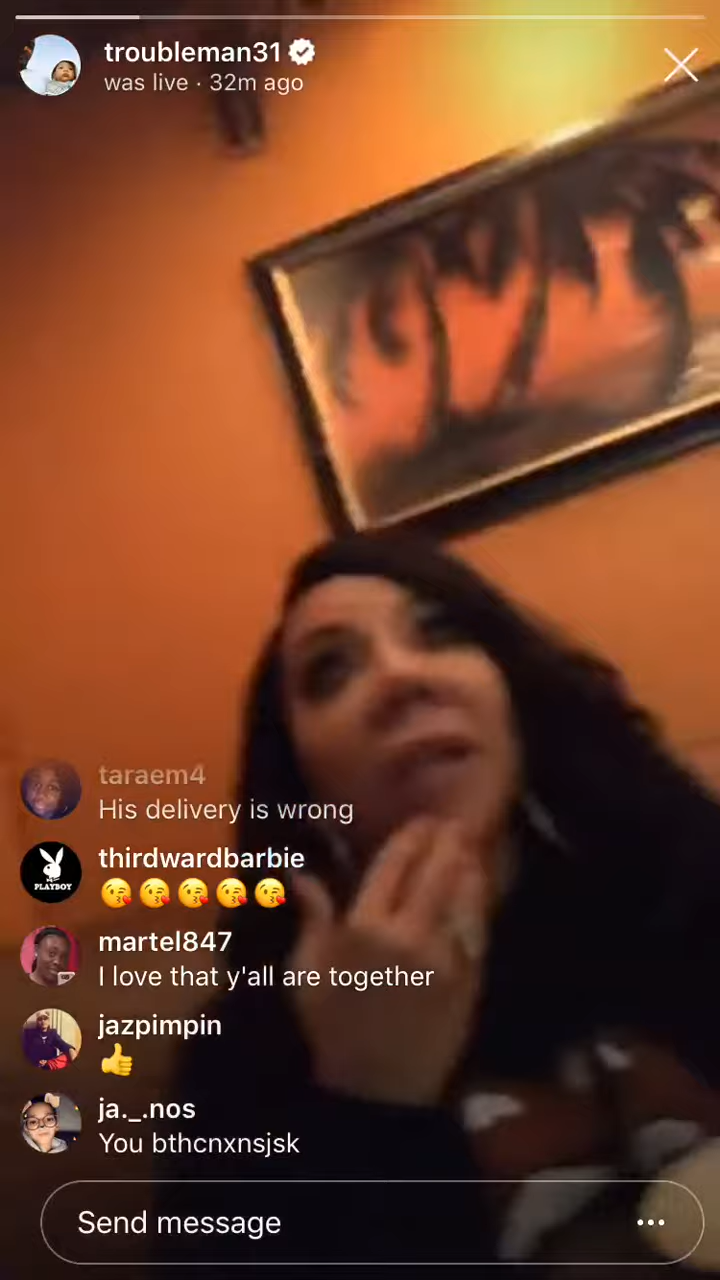 troubleman31
was live · 32m ago
taraem4
His delivery is wrong
PLAYBOY
thirdwardbarbie
😘😘😘😘😘
martel847
I love that y'all are together
jazpimpin
👍
ja._.nos
You bthcnxnsjsk
Send message